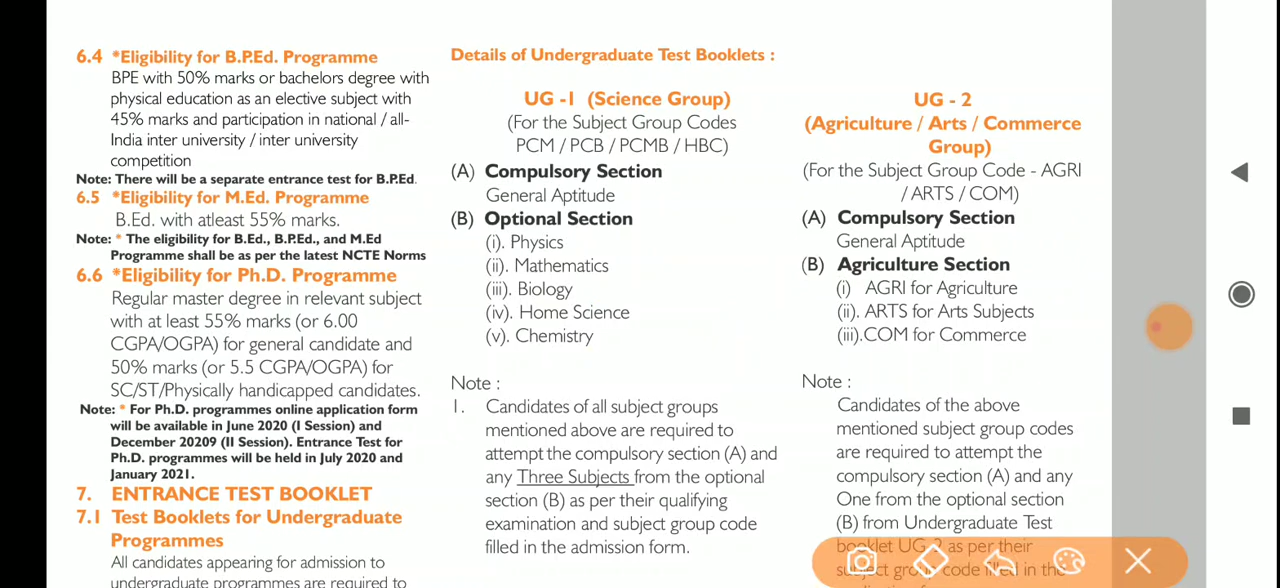 6.4 *Eligibility for B.P.Ed. Programme
BPE with 50% marks or bachelors degree with
physical education as an elective subject with
45% marks and participation in national / all-
India inter university / inter university
competition
Note: There will be a separate entrance test for B.P.Ed.
6.5 *Eligibility for M.Ed. Programme
B.Ed. with atleast 55% marks.
Note: * The eligibility for B.Ed., B.P.Ed., and M.Ed
Programme shall be as per the latest NCTE Norms
6.6 *Eligibility for Ph.D. Programme
Regular master degree in relevant subject
with at least 55% marks (or 6.00
CGPA/OGPA) for general candidate and
50% marks (or 5.5 CGPA/OGPA) for
SC/ST/Physically handicapped candidates.
Note: * For Ph.D. programmes online application form
will be available in June 2020 (I Session) and
December 20209 (II Session). Entrance Test for
Ph.D. programmes will be held in July 2020 and
January 2021.
7. ENTRANCE TEST BOOKLET
7.1 Test Booklets for Undergraduate
Programmes
All candidates appearing for admission to
undergraduate programmes are required to
Details of Undergraduate Test Booklets :
UG -I (Science Group)
(For the Subject Group Codes
PCM / PCB / PCMB / HBC)
(A) Compulsory Section
General Aptitude
(B) Optional Section
(i). Physics
(ii). Mathematics
(iii). Biology
(iv). Home Science
(v). Chemistry
Note :
1. Candidates of all subject groups
mentioned above are required to
attempt the compulsory section (A) and
any Three Subjects from the optional
section (B) as per their qualifying
examination and subject group code
filled in the admission form.
UG - 2
(Agriculture / Arts / Commerce
Group)
(For the Subject Group Code - AGRI
/ ARTS / COM)
(A) Compulsory Section
General Aptitude
(B) Agriculture Section
(i) AGRI for Agriculture
(ii). ARTS for Arts Subjects
(iii).COM for Commerce
Note :
Candidates of the above
mentioned subject group codes
are required to attempt the
compulsory section (A) and any
One from the optional section
(B) from Undergraduate Test
booklet UG 2 as per their
subject group code filled in the